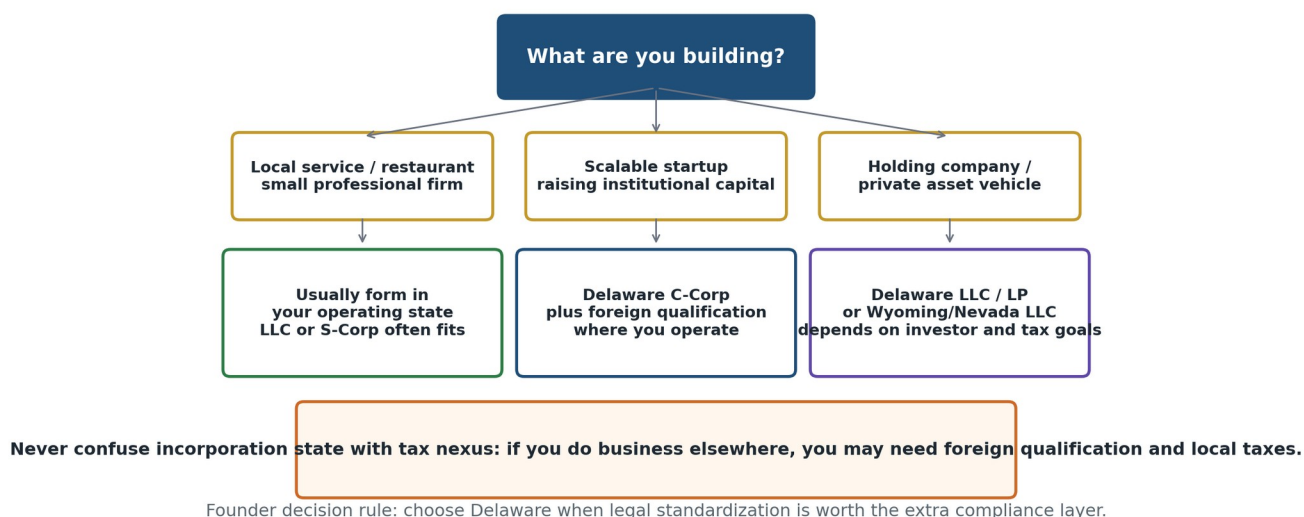 What are you building?
Local service / restaurant
small professional firm
Scalable startup
raising institutional capital
Holding company /
private asset vehicle
Usually form in
your operating state
LLC or S-Corp often fits
Delaware C-Corp
plus foreign qualification
where you operate
Delaware LLC / LP
or Wyoming/Nevada LLC
depends on investor and tax goals
Never confuse incorporation state with tax nexus: if you do business elsewhere, you may need foreign qualification and local taxes.
Founder decision rule: choose Delaware when legal standardization is worth the extra compliance layer.